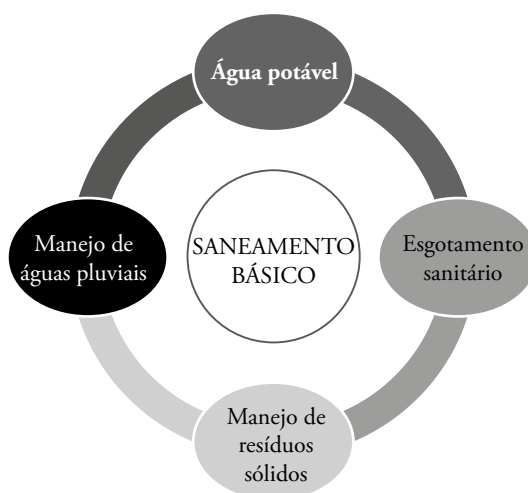 Água potável
Manejo de
águas pluviais
SANEAMENTO
BÁSICO
Esgotamento
sanitário
Manejo de
resíduos
sólidos